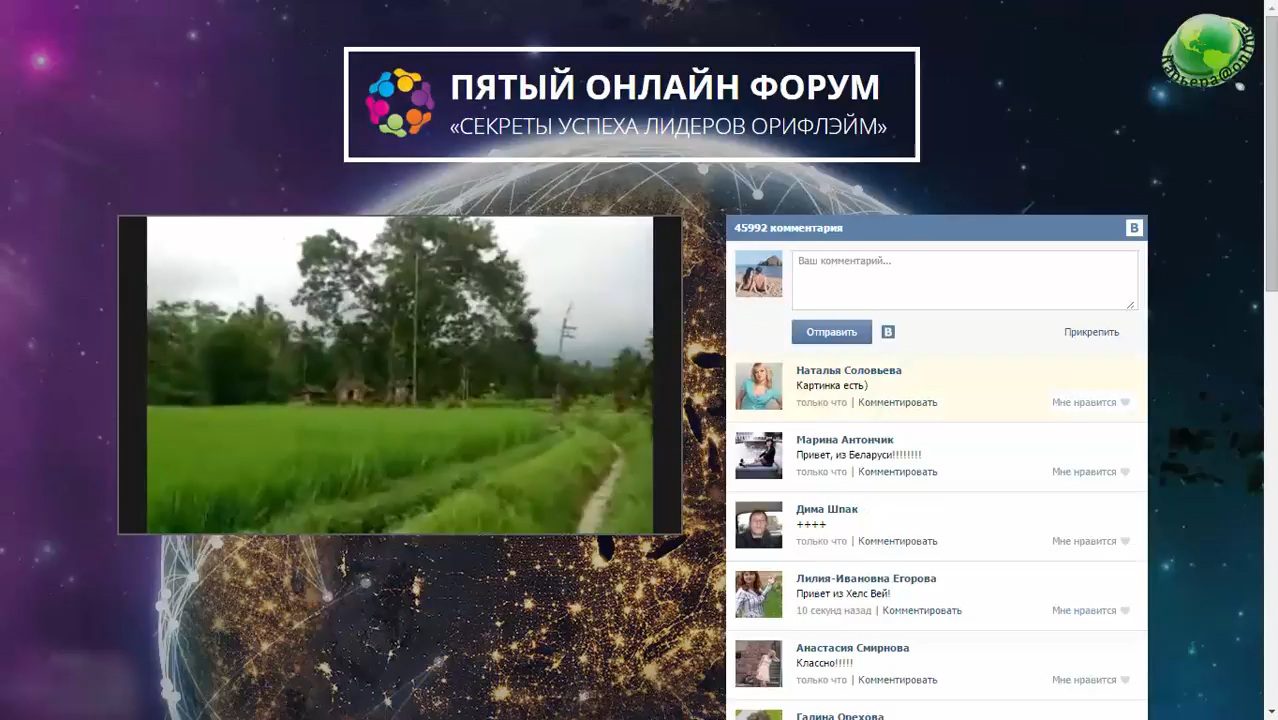 ПЯТЫЙ ОНЛАЙН ФОРУМ
«СЕКРЕТЫ УСПЕХА ЛИДЕРОВ ОРИФЛЭЙМ»
карьера@online
45992 комментария
В
Ваш комментарий...
Отправить
В
Прикрепить
Наталья Соловьева
Картинка есть)
только что | Комментировать
Мне нравится
Марина Антончик
Привет, из Беларуси!!!!!!!!
только что | Комментировать
Мне нравится
Дима Шпак
++++
только что | Комментировать
Мне нравится
Лилия-Ивановна Егорова
Привет из Хелс Вей!
10 секунд назад | Комментировать
Мне нравится
Анастасия Смирнова
Классно!!!!!
только что | Комментировать
Мне нравится
Галина Орехова